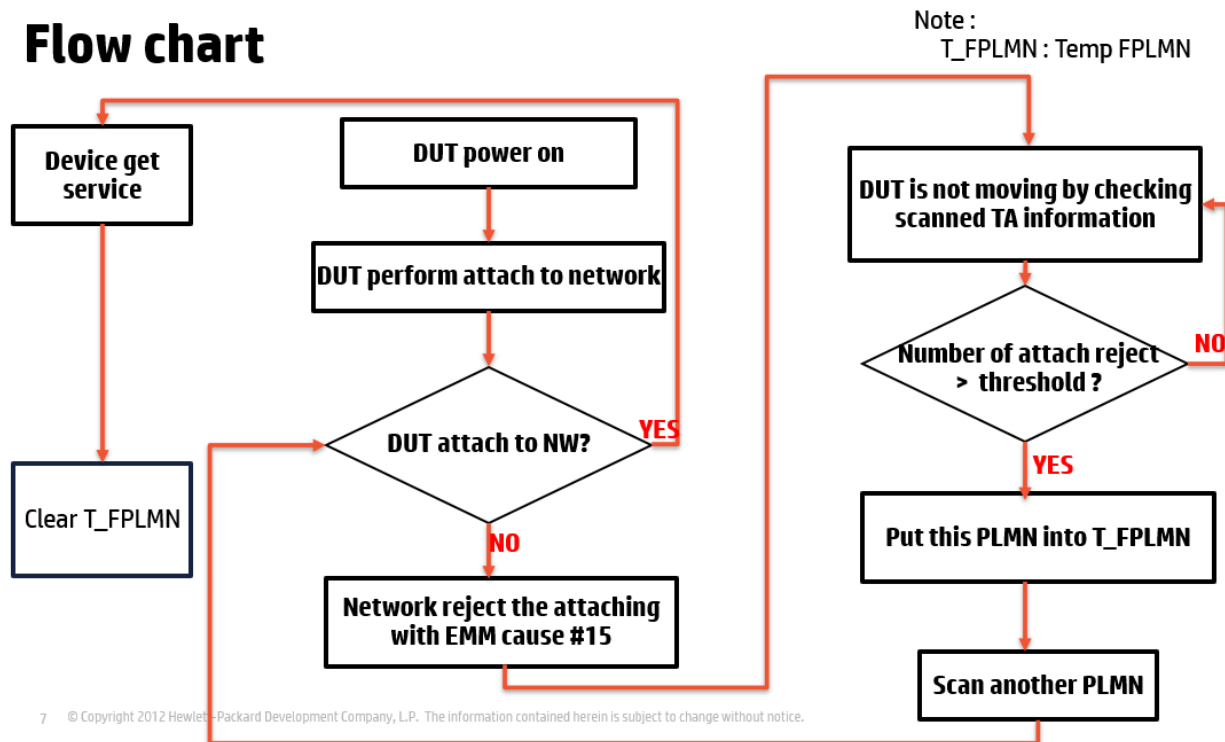 Flow chart
Note :
T_FPLMN : Temp FPLMN
Device get
service
Clear T_FPLMN
DUT power on
DUT perform attach to network
DUT attach to NW?
YES
NO
Network reject the attaching
with EMM cause #15
DUT is not moving by checking
scanned TA information
Number of attach reject
> threshold ?
NO
YES
Put this PLMN into T_FPLMN
Scan another PLMN
7 © Copyright 2012 Hewlett-Packard Development Company, L.P. The information contained herein is subject to change without notice.